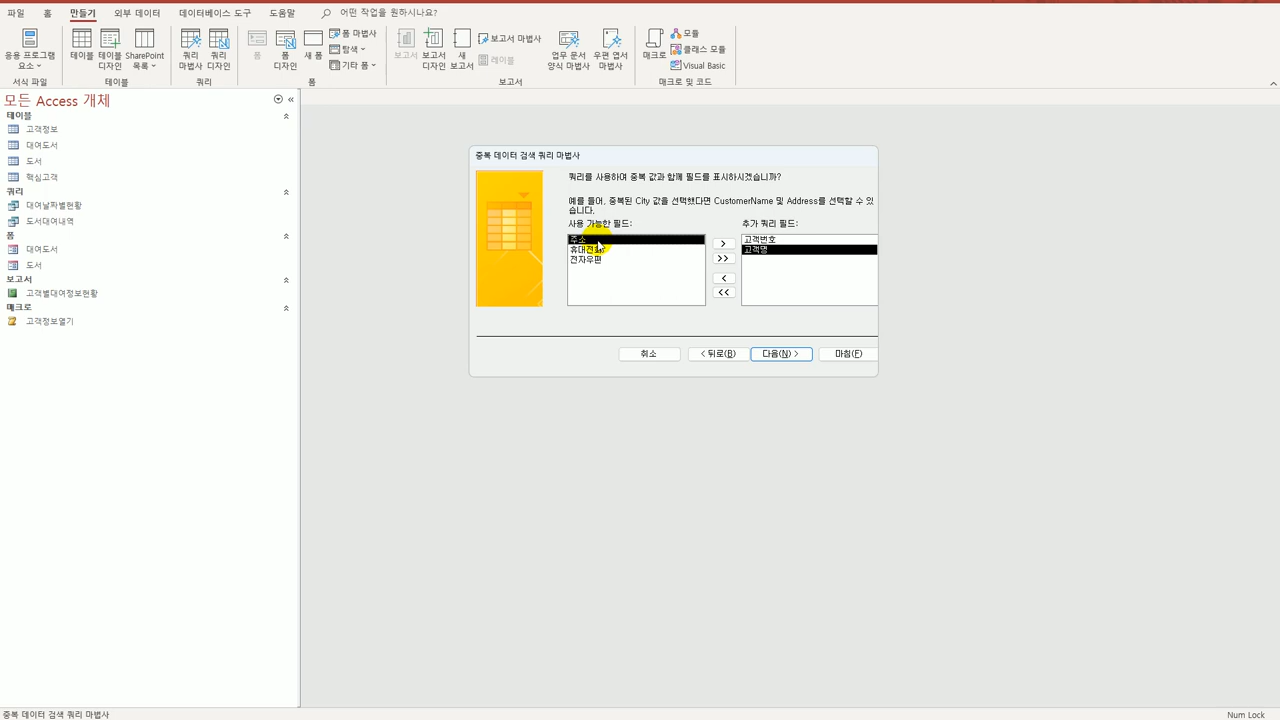 파일 홈 만들기 외부 데이터 데이터베이스 도구 도움말 어떤 작업을 원하시나요?
응용 프로그램 요소
서식 파일
테이블
테이블 디자인
SharePoint 목록
테이블
쿼리 마법사
쿼리 디자인
쿼리
폼
폼 디자인
새 폼
폼 마법사
탐색
기타 폼
폼
보고서
보고서 디자인
새 보고서
보고서 마법사
레이블
업무 문서 양식 마법사
우편 엽서 마법사
보고서
매크로
모듈
클래스 모듈
Visual Basic
매크로 및 코드
모든 Access 개체
테이블
고객정보
대여도서
도서
핵심고객
쿼리
대여날짜별현황
도서대여내역
폼
대여도서
도서
보고서
고객별대여정보현황
매크로
고객정보열기
중복 데이터 검색 쿼리 마법사
쿼리를 사용하여 중복 값과 함께 필드를 표시하시겠습니까?
예를 들어, 중복된 City 값을 선택했다면 CustomerName 및 Address를 선택할 수 있
습니다.
사용 가능한 필드: 추가 쿼리 필드:
주소
휴대전화
전자우편
>
>>
<
<<
고객번호
고객명
취소 < 뒤로(B) 다음(N) > 마침(F)
중복 데이터 검색 쿼리 마법사 Num Lock